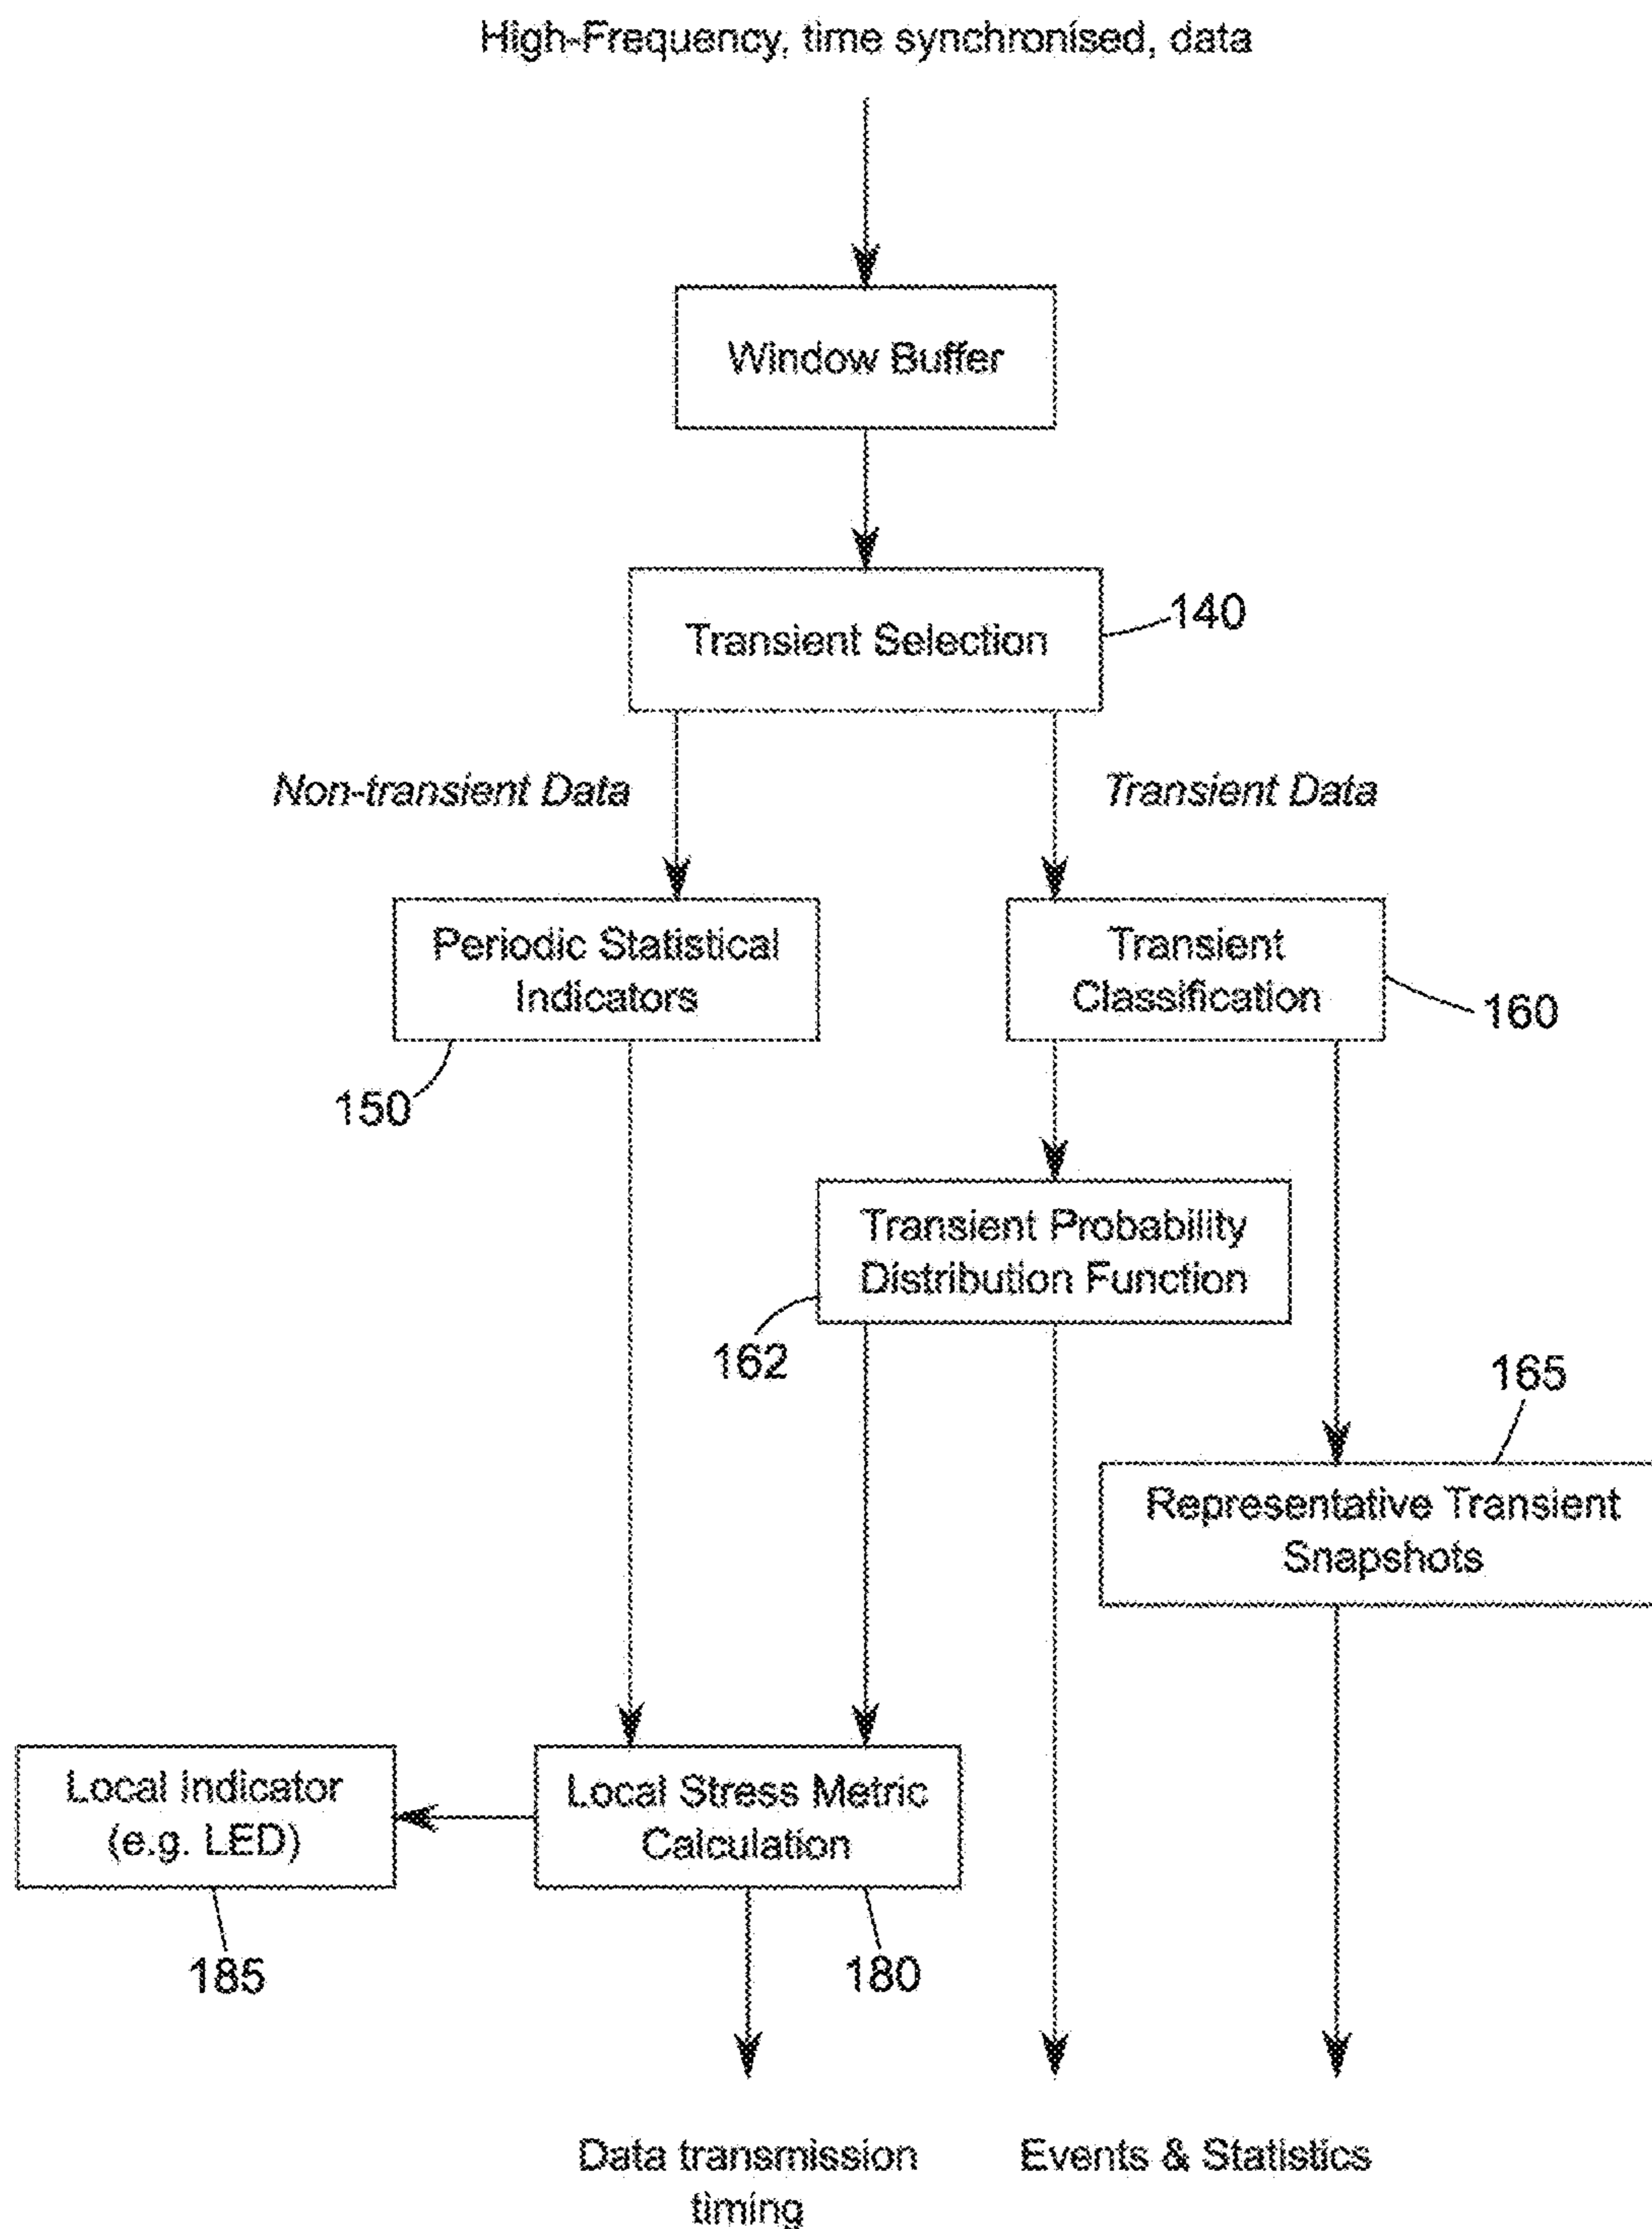 High-Frequency, time synchronised, data
Window Buffer
Transient Selection
140
Non-transient Data
Transient Data
Periodic Statistical
Indicators
Transient
Classification
160
150
Transient Probability
Distribution Function
162
165
Representative Transient
Snapshots
Local Indicator
(e.g. LED)
Local Stress Metric
Calculation
185
180
Data transmission
timing
Events & Statistics